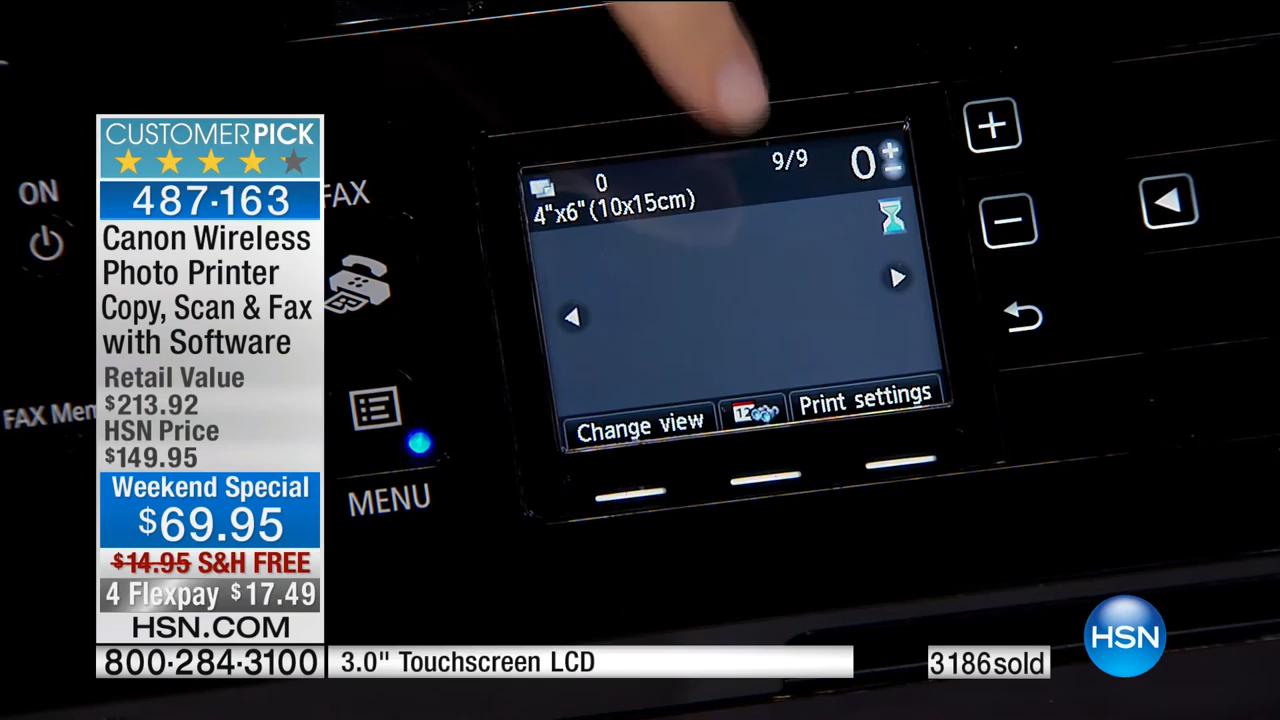 CUSTOMERPICK
487·163
Canon Wireless
Photo Printer
Copy, Scan & Fax
with Software
Retail Value
$213.92
HSN Price
$149.95
Weekend Special
$69.95
$14.95 S&H FREE
4 Flexpay $17.49
HSN.COM
800·284·3100
3.0" Touchscreen LCD
3186sold
HSN
ON
FAX
FAX Mem
MENU
0
9/9
0
4"x6"(10x15cm)
Change view
12
Print settings